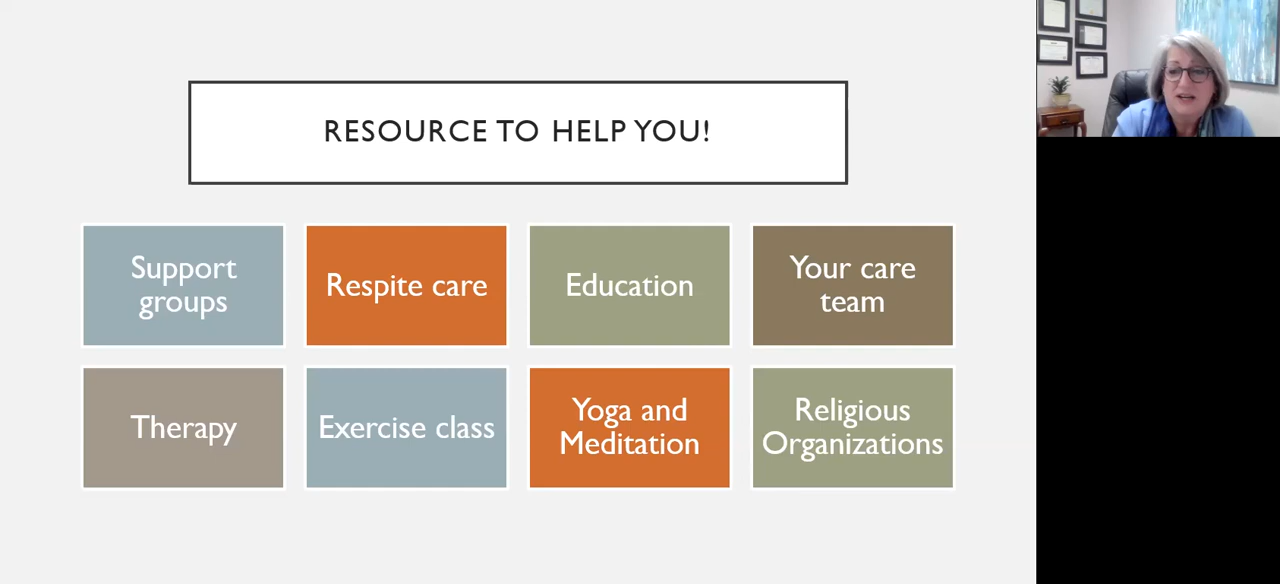 RESOURCE TO HELP YOU!
Support
groups
Respite care
Education
Your care
team
Therapy
Exercise class
Yoga and
Meditation
Religious
Organizations